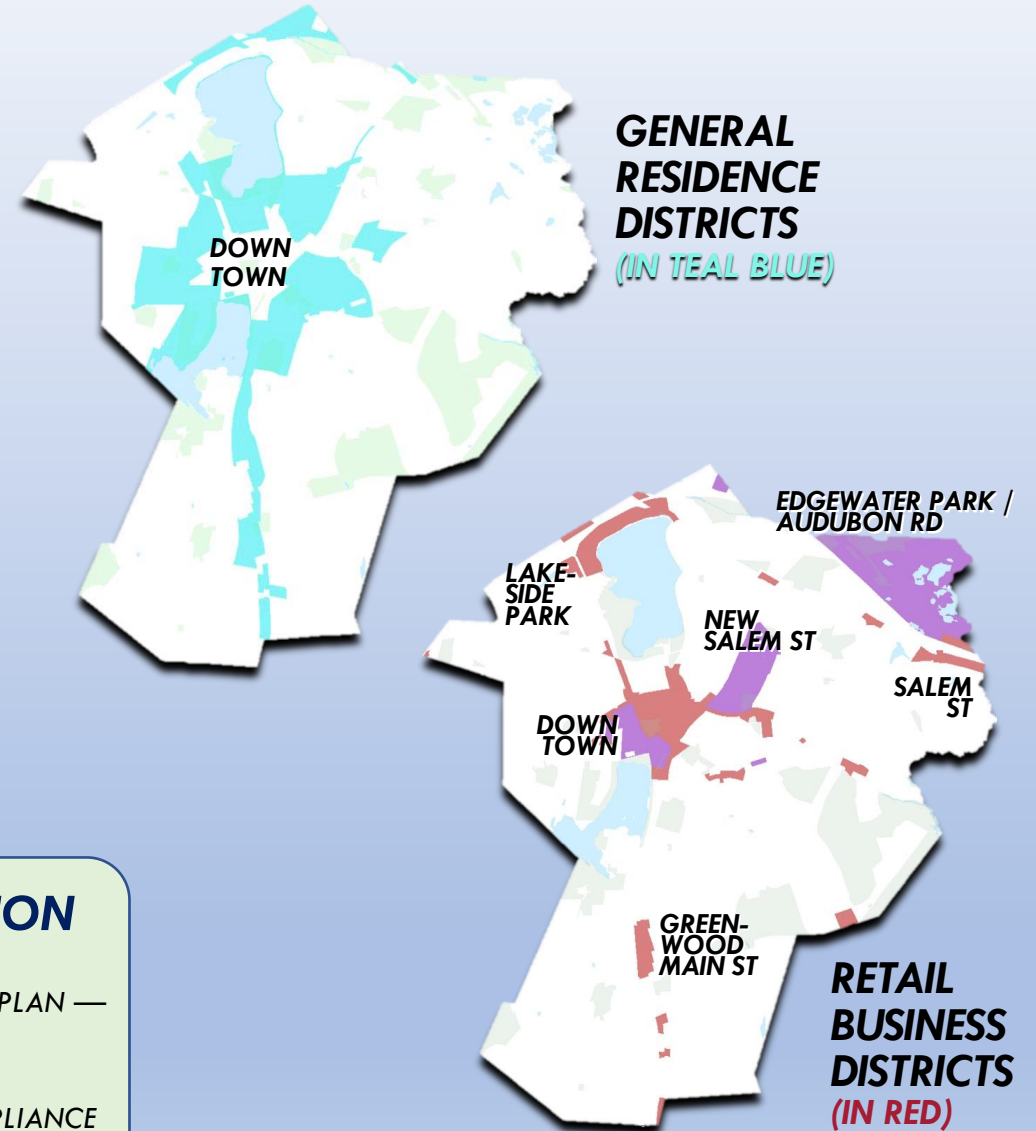 GENERAL
RESIDENCE
DISTRICTS
(IN TEAL BLUE)
DOWN
TOWN
EDGEWATER PARK /
AUDUBON RD
LAKE-
SIDE
PARK
NEW
SALEM ST
SALEM
ST
DOWN
TOWN
GREEN-
WOOD
MAIN ST
RETAIL
BUSINESS
DISTRICTS
(IN RED)
ON
PLAN —
PLIANCE